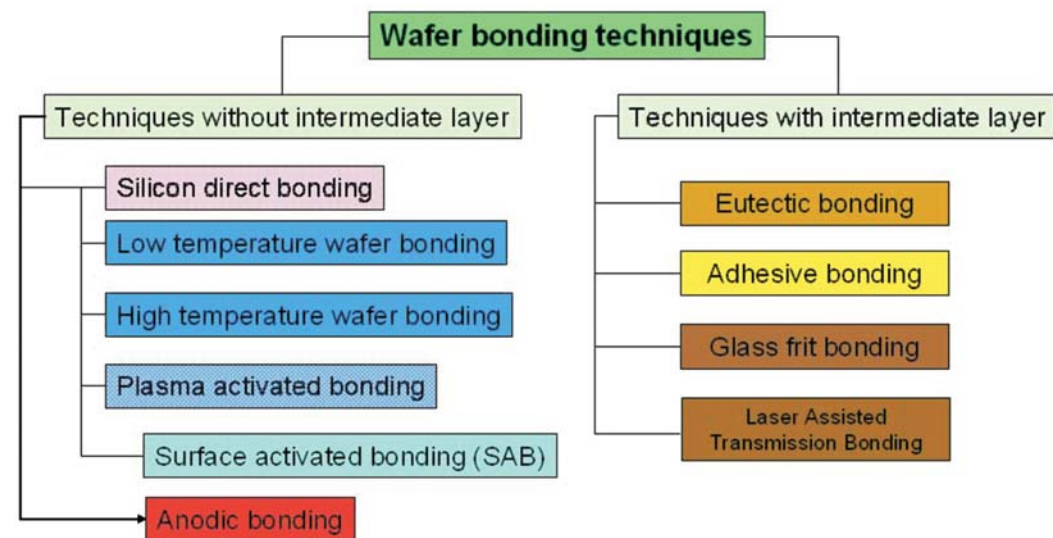 Wafer bonding techniques
Techniques without intermediate layer
Silicon direct bonding
Low temperature wafer bonding
High temperature wafer bonding
Plasma activated bonding
Surface activated bonding (SAB)
Anodic bonding
Techniques with intermediate layer
Eutectic bonding
Adhesive bonding
Glass frit bonding
Laser Assisted
Transmission Bonding